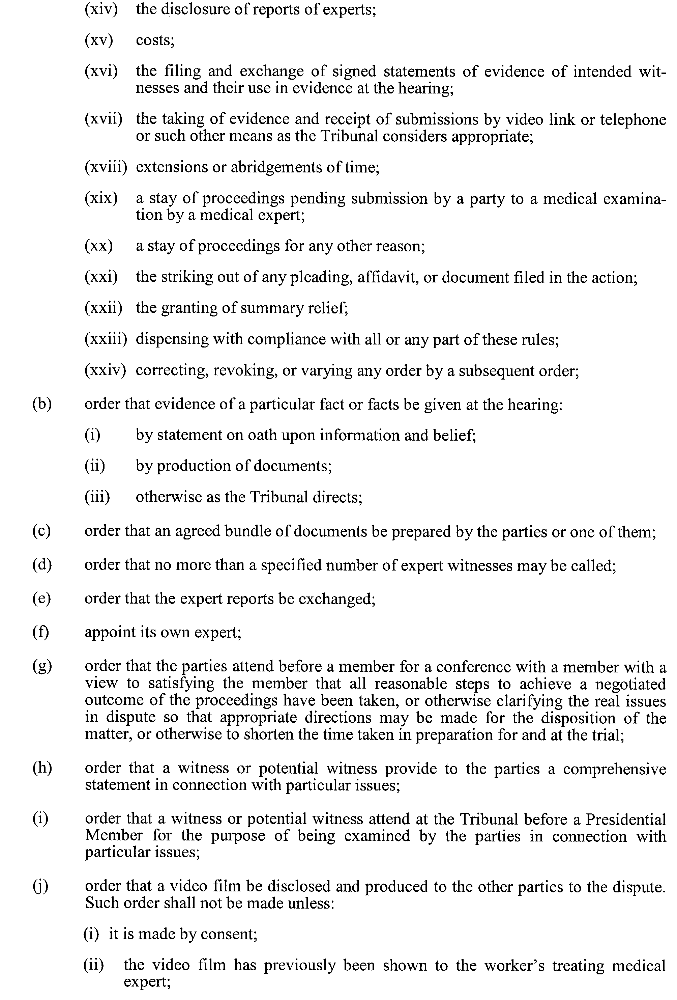 (xiv) the disclosure of reports of experts;
(xv) costs;
(xvi) the filing and exchange of signed statements of evidence of intended wit-
nesses and their use in evidence at the hearing;
(xvii) the taking of evidence and receipt of submissions by video link or telephone
or such other means as the Tribunal considers appropriate;
(xviii) extensions or abridgements of time;
(xix) a stay of proceedings pending submission by a party to a medical examina-
tion by a medical expert;
(xx) a stay of proceedings for any other reason;
(xxi) the striking out of any pleading, affidavit, or document filed in the action;
(xxii) the granting of summary relief;
(xxiii) dispensing with compliance with all or any part of these rules;
(xxiv) correcting, revoking, or varying any order by a subsequent order;
(b) order that evidence of a particular fact or facts be given at the hearing:
(i) by statement on oath upon information and belief;
(ii) by production of documents;
(iii) otherwise as the Tribunal directs;
(c) order that an agreed bundle of documents be prepared by the parties or one of them;
(d) order that no more than a specified number of expert witnesses may be called;
(e) order that the expert reports be exchanged;
(f) appoint its own expert;
(g) order that the parties attend before a member for a conference with a member with a
view to satisfying the member that all reasonable steps to achieve a negotiated
outcome of the proceedings have been taken, or otherwise clarifying the real issues
in dispute so that appropriate directions may be made for the disposition of the
matter, or otherwise to shorten the time taken in preparation for and at the trial;
(h) order that a witness or potential witness provide to the parties a comprehensive
statement in connection with particular issues;
(i) order that a witness or potential witness attend at the Tribunal before a Presidential
Member for the purpose of being examined by the parties in connection with
particular issues;
(j) order that a video film be disclosed and produced to the other parties to the dispute.
Such order shall not be made unless:
(i) it is made by consent;
(ii) the video film has previously been shown to the worker's treating medical
expert;